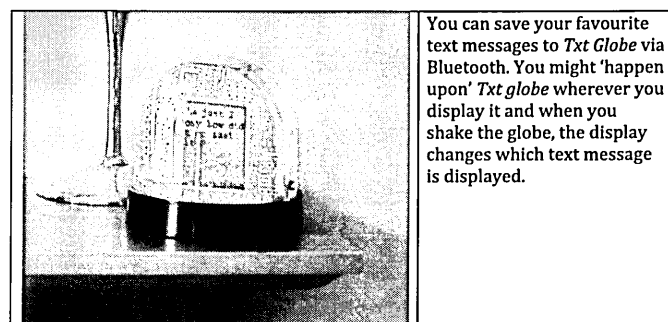 You can save your favourite
text messages to Txt Globe via
Bluetooth. You might ‘happen
upon’ Txt globe wherever you
display it and when you
shake the globe, the display
changes which text message
is displayed.